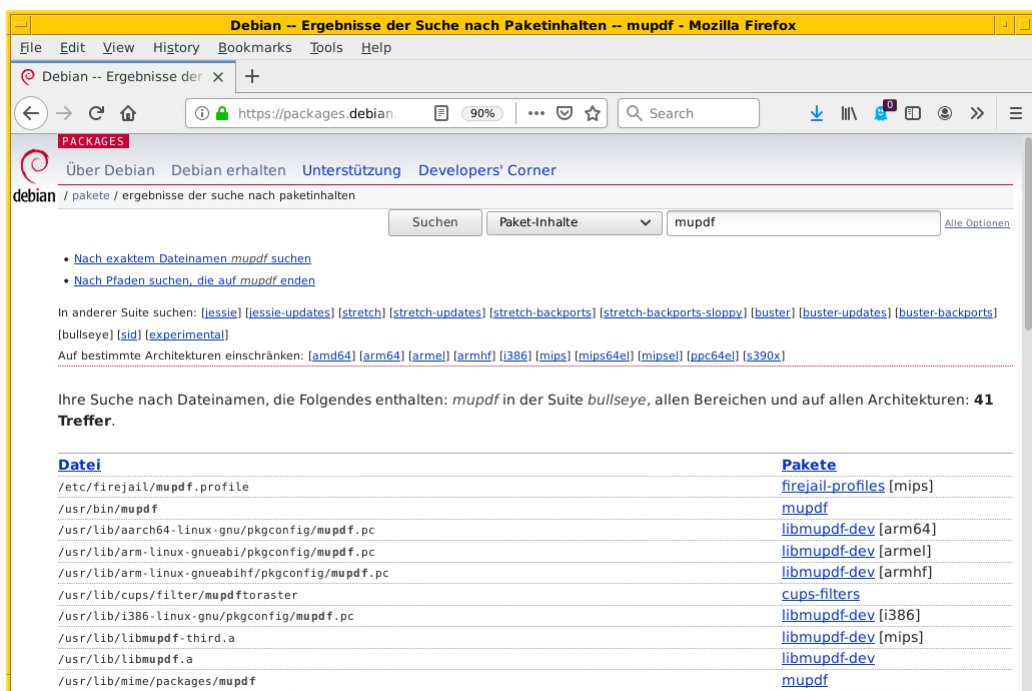 Debian -- Ergebnisse der Suche nach Paketinhalten -- mupdf - Mozilla Firefox
File Edit View History Bookmarks Tools Help
Debian -- Ergebnisse der
https://packages.debian. 90% Search 0
PACKAGES
Über Debian Debian erhalten Unterstützung Developers' Corner
debian / pakete / ergebnisse der suche nach paketinhalten
Suchen Paket-Inhalte mupdf Alle Optionen
• Nach exaktem Dateinamen mupdf suchen
• Nach Pfaden suchen, die auf mupdf enden
In anderer Suite suchen: [jessie] [jessie-updates] [stretch] [stretch-updates] [stretch-backports] [stretch-backports-sloppy] [buster] [buster-updates] [buster-backports]
[bullseye] [sid] [experimental]
Auf bestimmte Architekturen einschränken: [amd64] [arm64] [armel] [armhf] [i386] [mips] [mips64el] [mipsel] [ppc64el] [s390x]
Ihre Suche nach Dateinamen, die Folgendes enthalten: mupdf in der Suite bullseye, allen Bereichen und auf allen Architekturen: 41
Treffer.
Datei Pakete
/etc/firejail/mupdf.profile firejail-profiles [mips]
/usr/bin/mupdf mupdf
/usr/lib/aarch64-linux-gnu/pkgconfig/mupdf.pc libmupdf-dev [arm64]
/usr/lib/arm-linux-gnueabi/pkgconfig/mupdf.pc libmupdf-dev [armel]
/usr/lib/arm-linux-gnueabihf/pkgconfig/mupdf.pc libmupdf-dev [armhf]
/usr/lib/cups/filter/mupdftoraster cups-filters
/usr/lib/i386-linux-gnu/pkgconfig/mupdf.pc libmupdf-dev [i386]
/usr/lib/libmupdf-third.a libmupdf-dev [mips]
/usr/lib/libmupdf.a libmupdf-dev
/usr/lib/mime/packages/mupdf mupdf